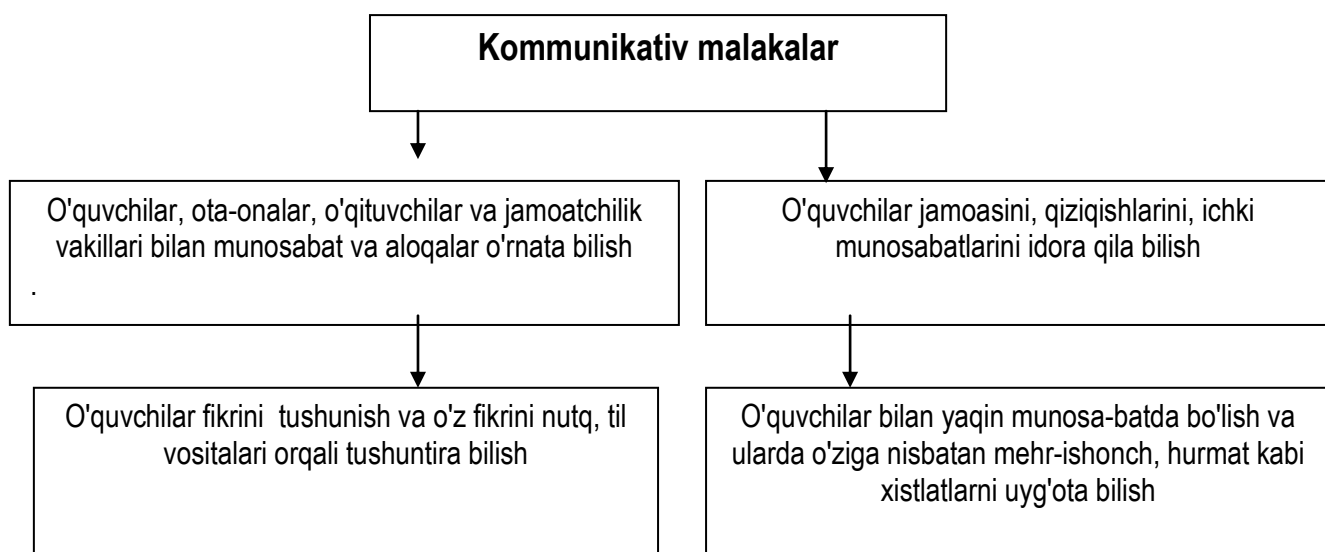 Kommunikativ malakalar
O'quvchilar, ota-onalar, o'qituvchilar va jamoatchilik
vakillari bilan munosabat va aloqalar o'rnata bilish
.
O'quvchilar jamoasini, qiziqishlarini, ichki
munosabatlarini idora qila bilish
O'quvchilar fikrini tushunish va o'z fikrini nutq, til
vositalari orqali tushuntira bilish
O'quvchilar bilan yaqin munosa-batda bo'lish va
ularda o'ziga nisbatan mehr-ishonch, hurmat kabi
xistlatlarni uyg'ota bilish